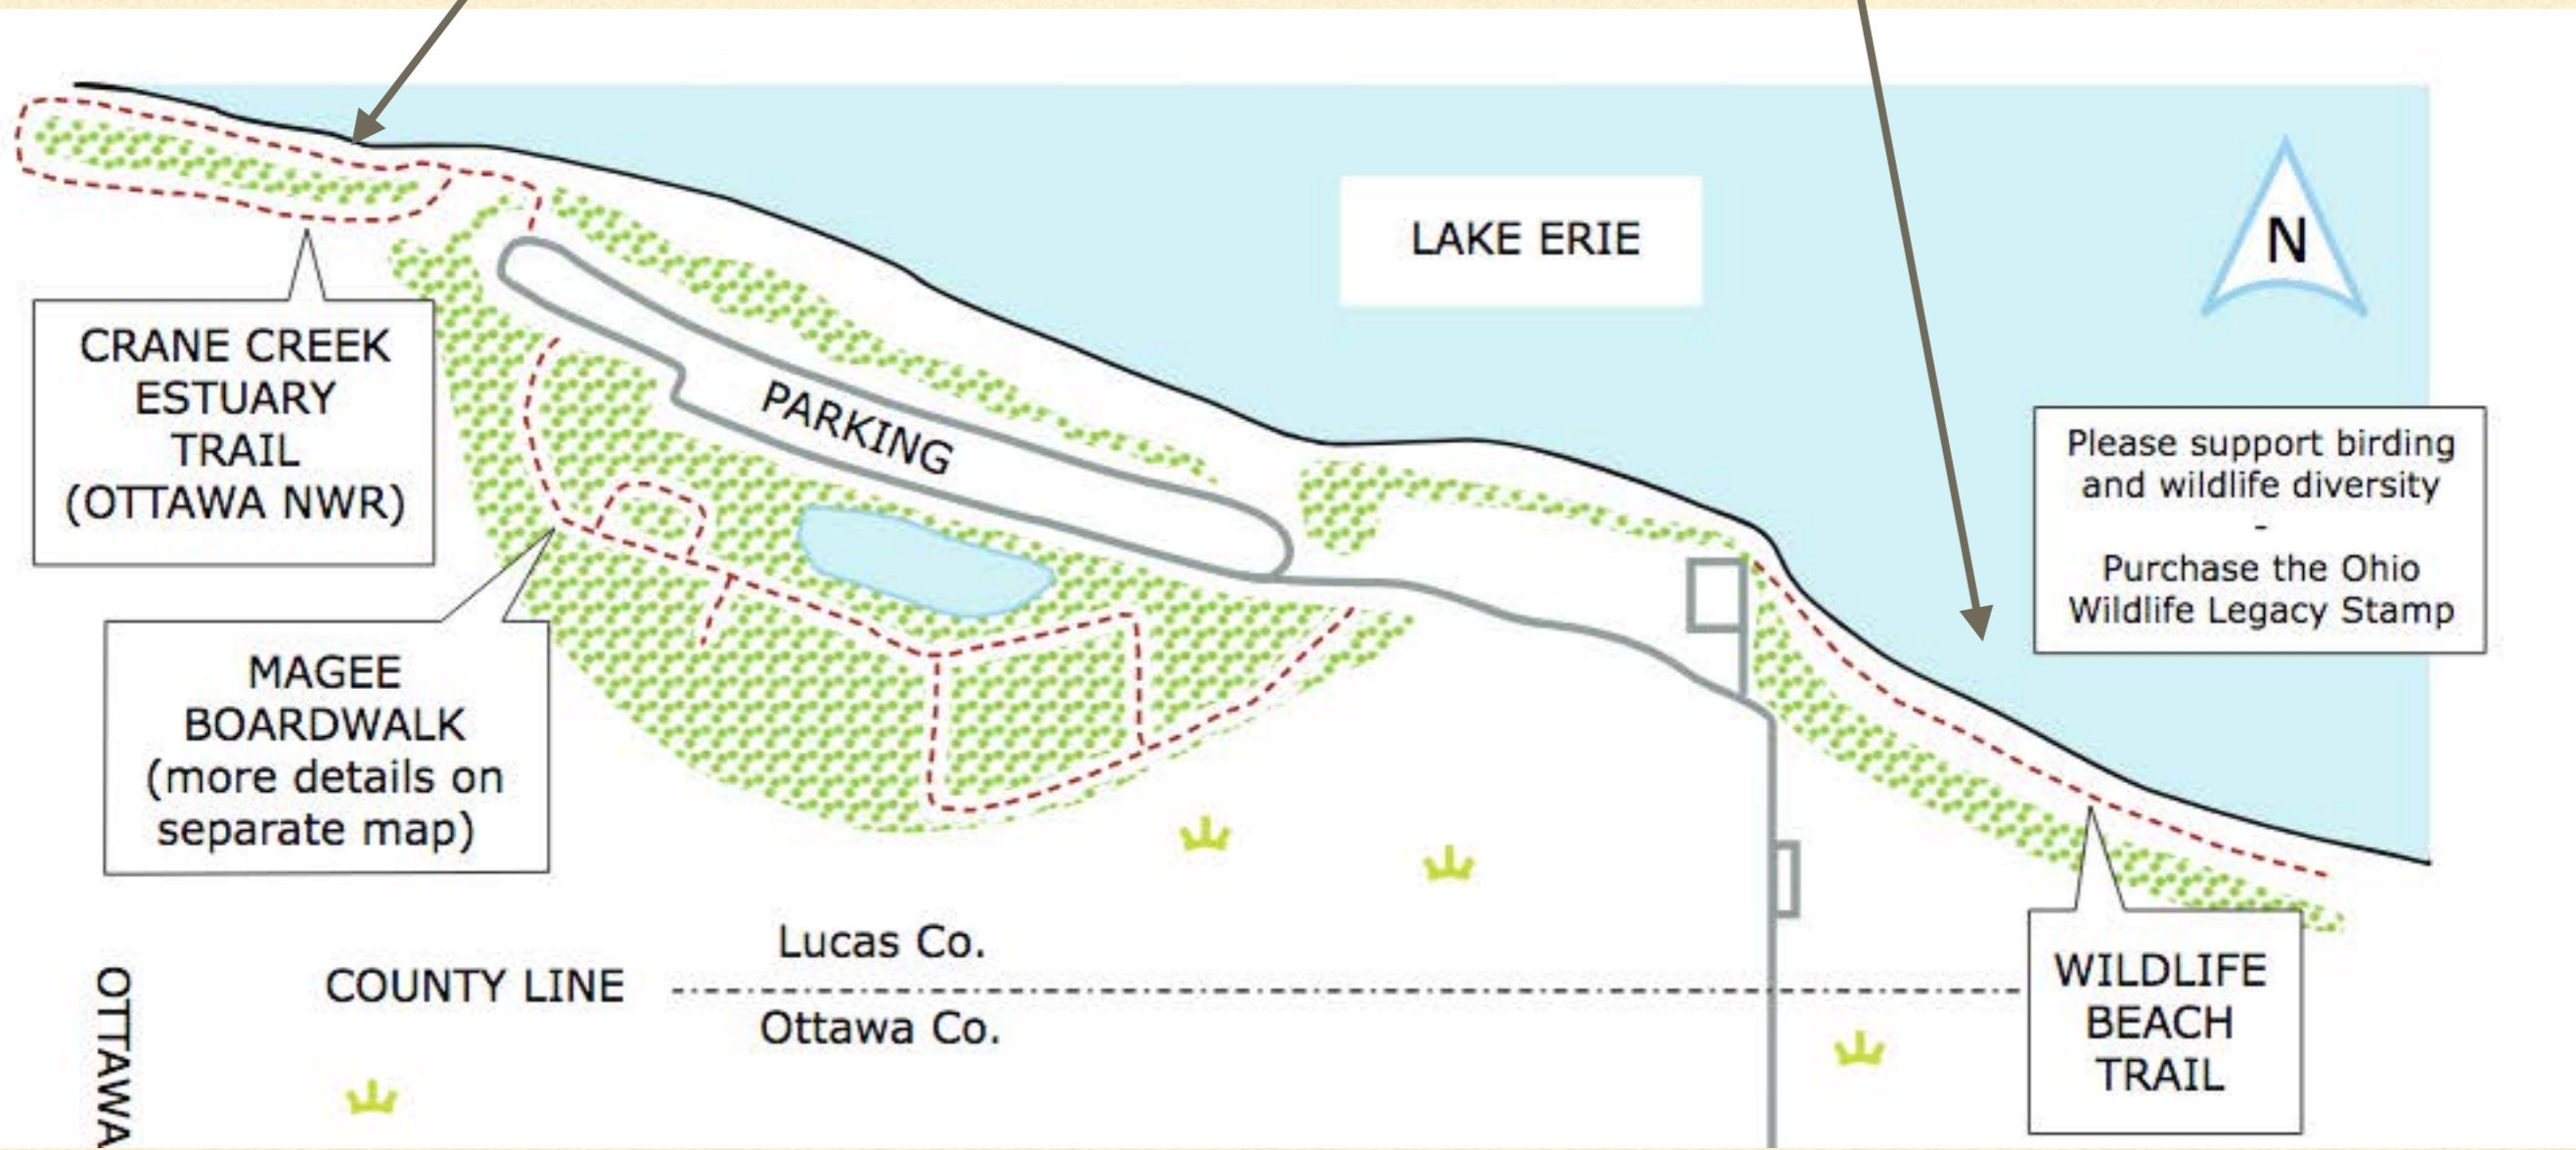 LAKE ERIE
N
CRANE CREEK
ESTUARY
TRAIL
(OTTAWA NWR)
PARKING
Please support birding
and wildlife diversity
-
Purchase the Ohio
Wildlife Legacy Stamp
MAGEE
BOARDWALK
(more details on
separate map)
Lucas Co.
COUNTY LINE
Ottawa Co.
WILDLIFE
BEACH
TRAIL
OTTAWA